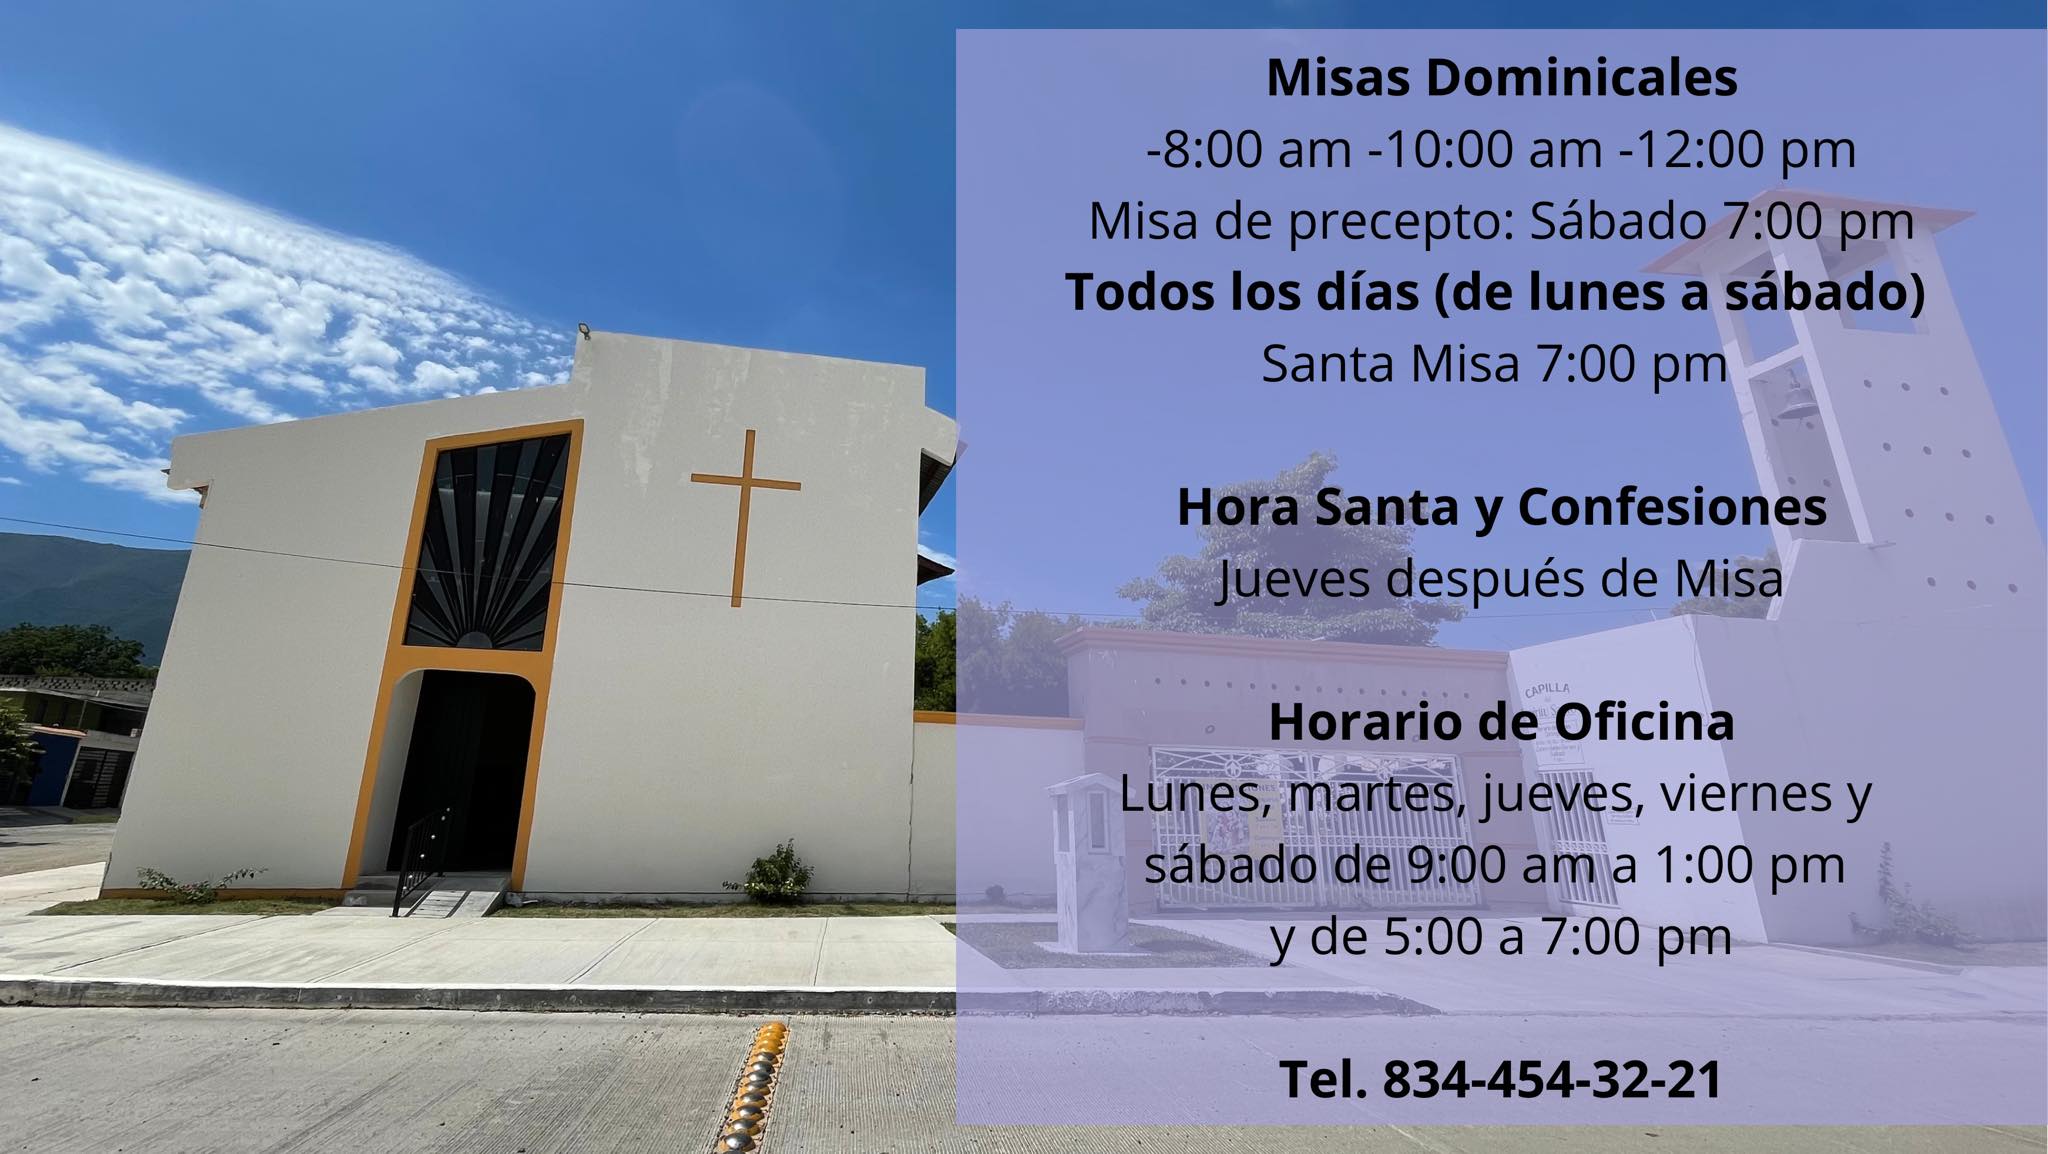 Misas Dominicales
-8:00 am -10:00 am -12:00 pm
Misa de precepto: Sábado 7:00 pm
Todos los días (de lunes a sábado)
Santa Misa 7:00 pm
Hora Santa y Confesiones
Jueves después de Misa
Horario de Oficina
Lunes, martes, jueves, viernes y
sábado de 9:00 am a 1:00 pm
y de 5:00 a 7:00 pm
Tel. 834-454-32-21
CAPILLA